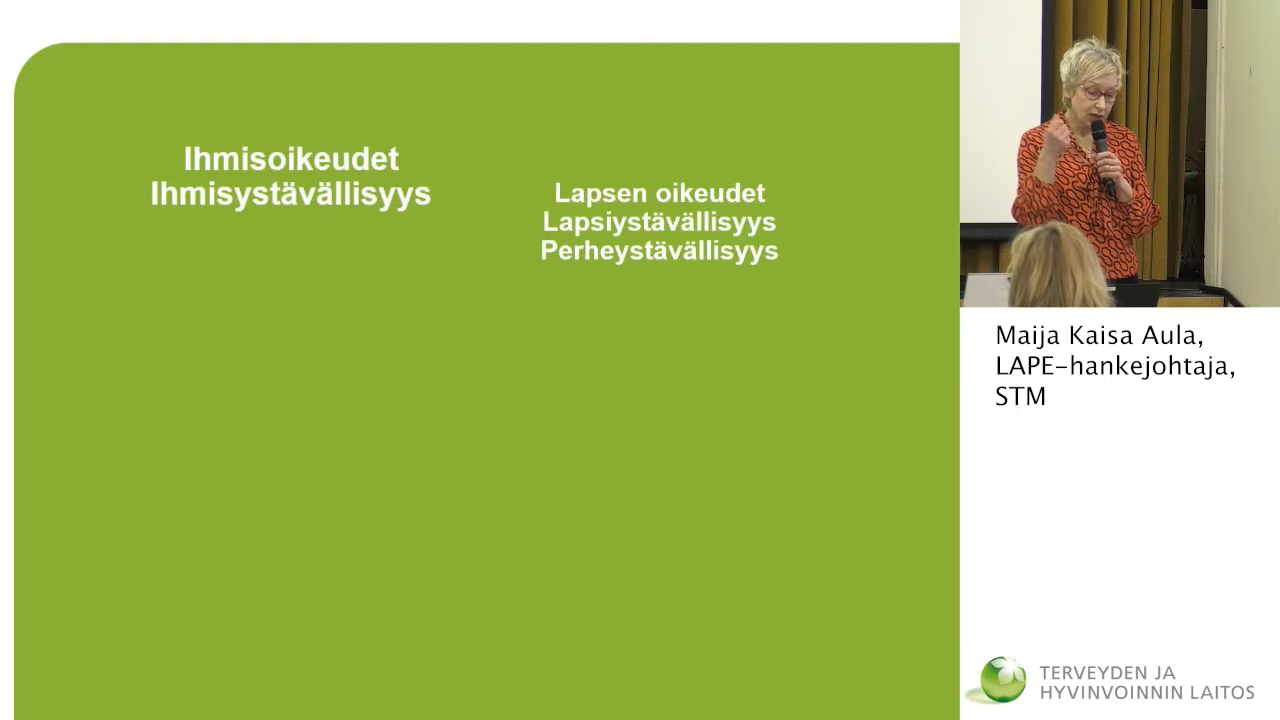 Ihmisoikeudet
Ihmisystävällisyys
Lapsen oikeudet
Lapsiystävällisyys
Perheystävällisyys
Maija Kaisa Aula,
LAPE-hankejohtaja,
STM
TERVEYDEN JA
HYVINVOINNIN LAITOS